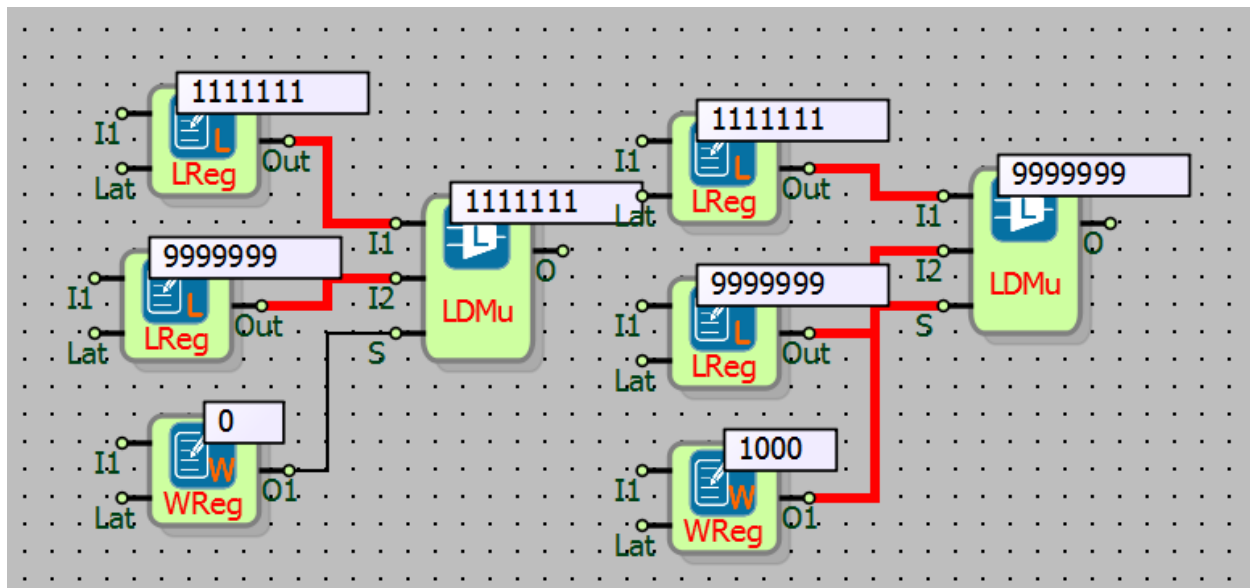 1111111
I1
L
Out
Lat
LReg
1111111
I1
L
O
I2
LDMu
S
9999999
I1
L
Out
Lat
LReg
0
I1
W
O1
Lat
WReg
1111111
I1
L
Out
Lat
LReg
9999999
I1
L
O
I2
LDMu
S
9999999
I1
L
Out
Lat
LReg
1000
I1
W
O1
Lat
WReg